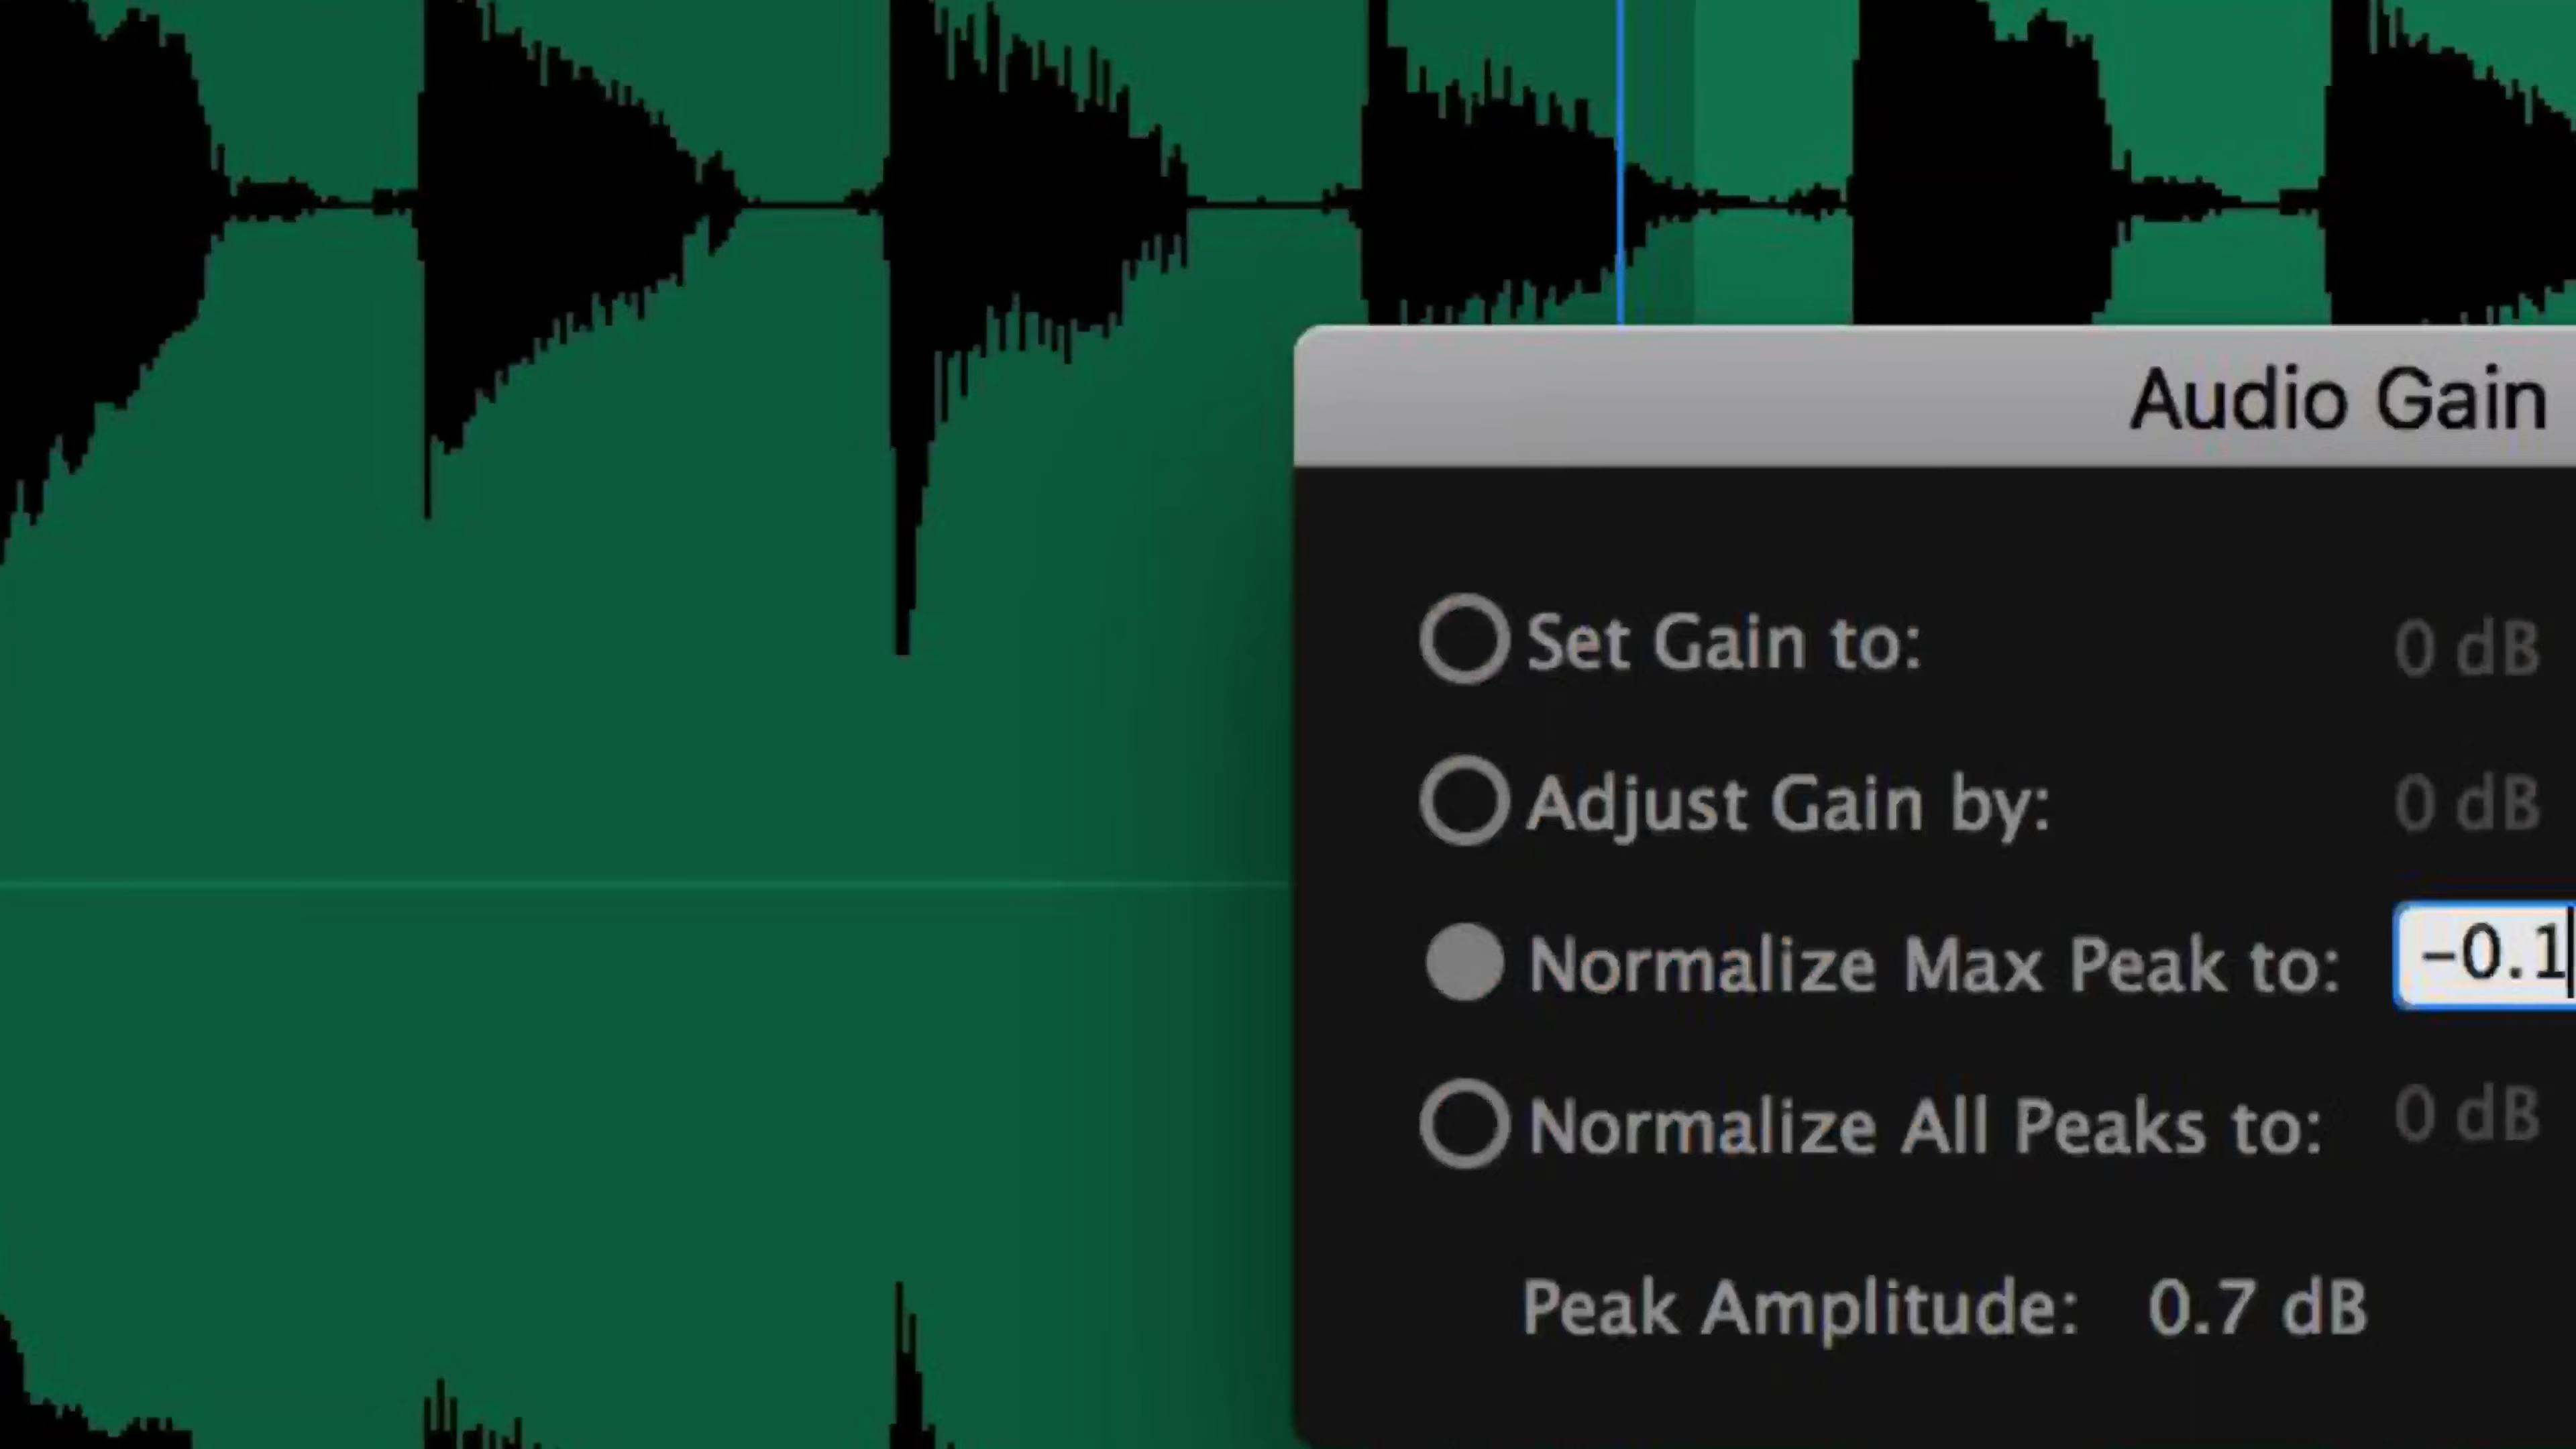 Audio Gain
Set Gain to: 0 dB
Adjust Gain by: 0 dB
Normalize Max Peak to: -0.1
Normalize All Peaks to: 0 dB
Peak Amplitude: 0.7 dB